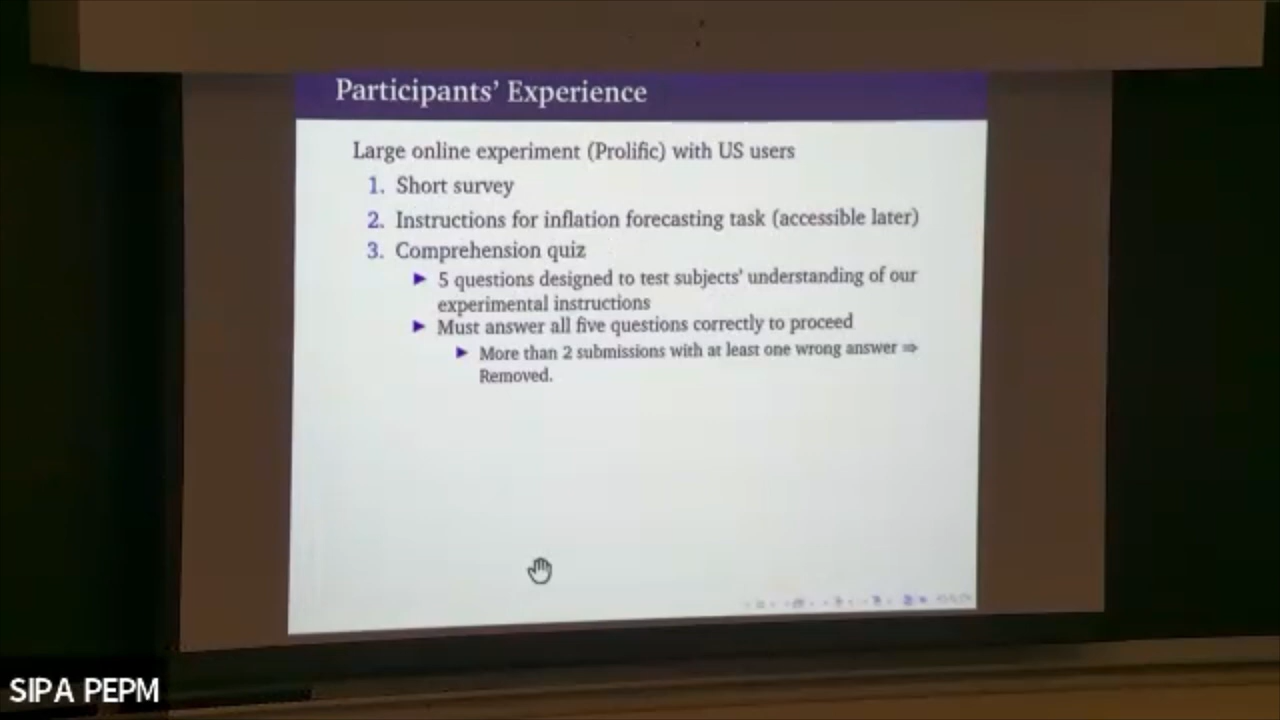 Participants’ Experience
Large online experiment (Prolific) with US users
1. Short survey
2. Instructions for inflation forecasting task (accessible later)
3. Comprehension quiz
▶ 5 questions designed to test subjects’ understanding of our
experimental instructions
▶ Must answer all five questions correctly to proceed
▶ More than 2 submissions with at least one wrong answer ⇒
Removed.
SIPA PEPM